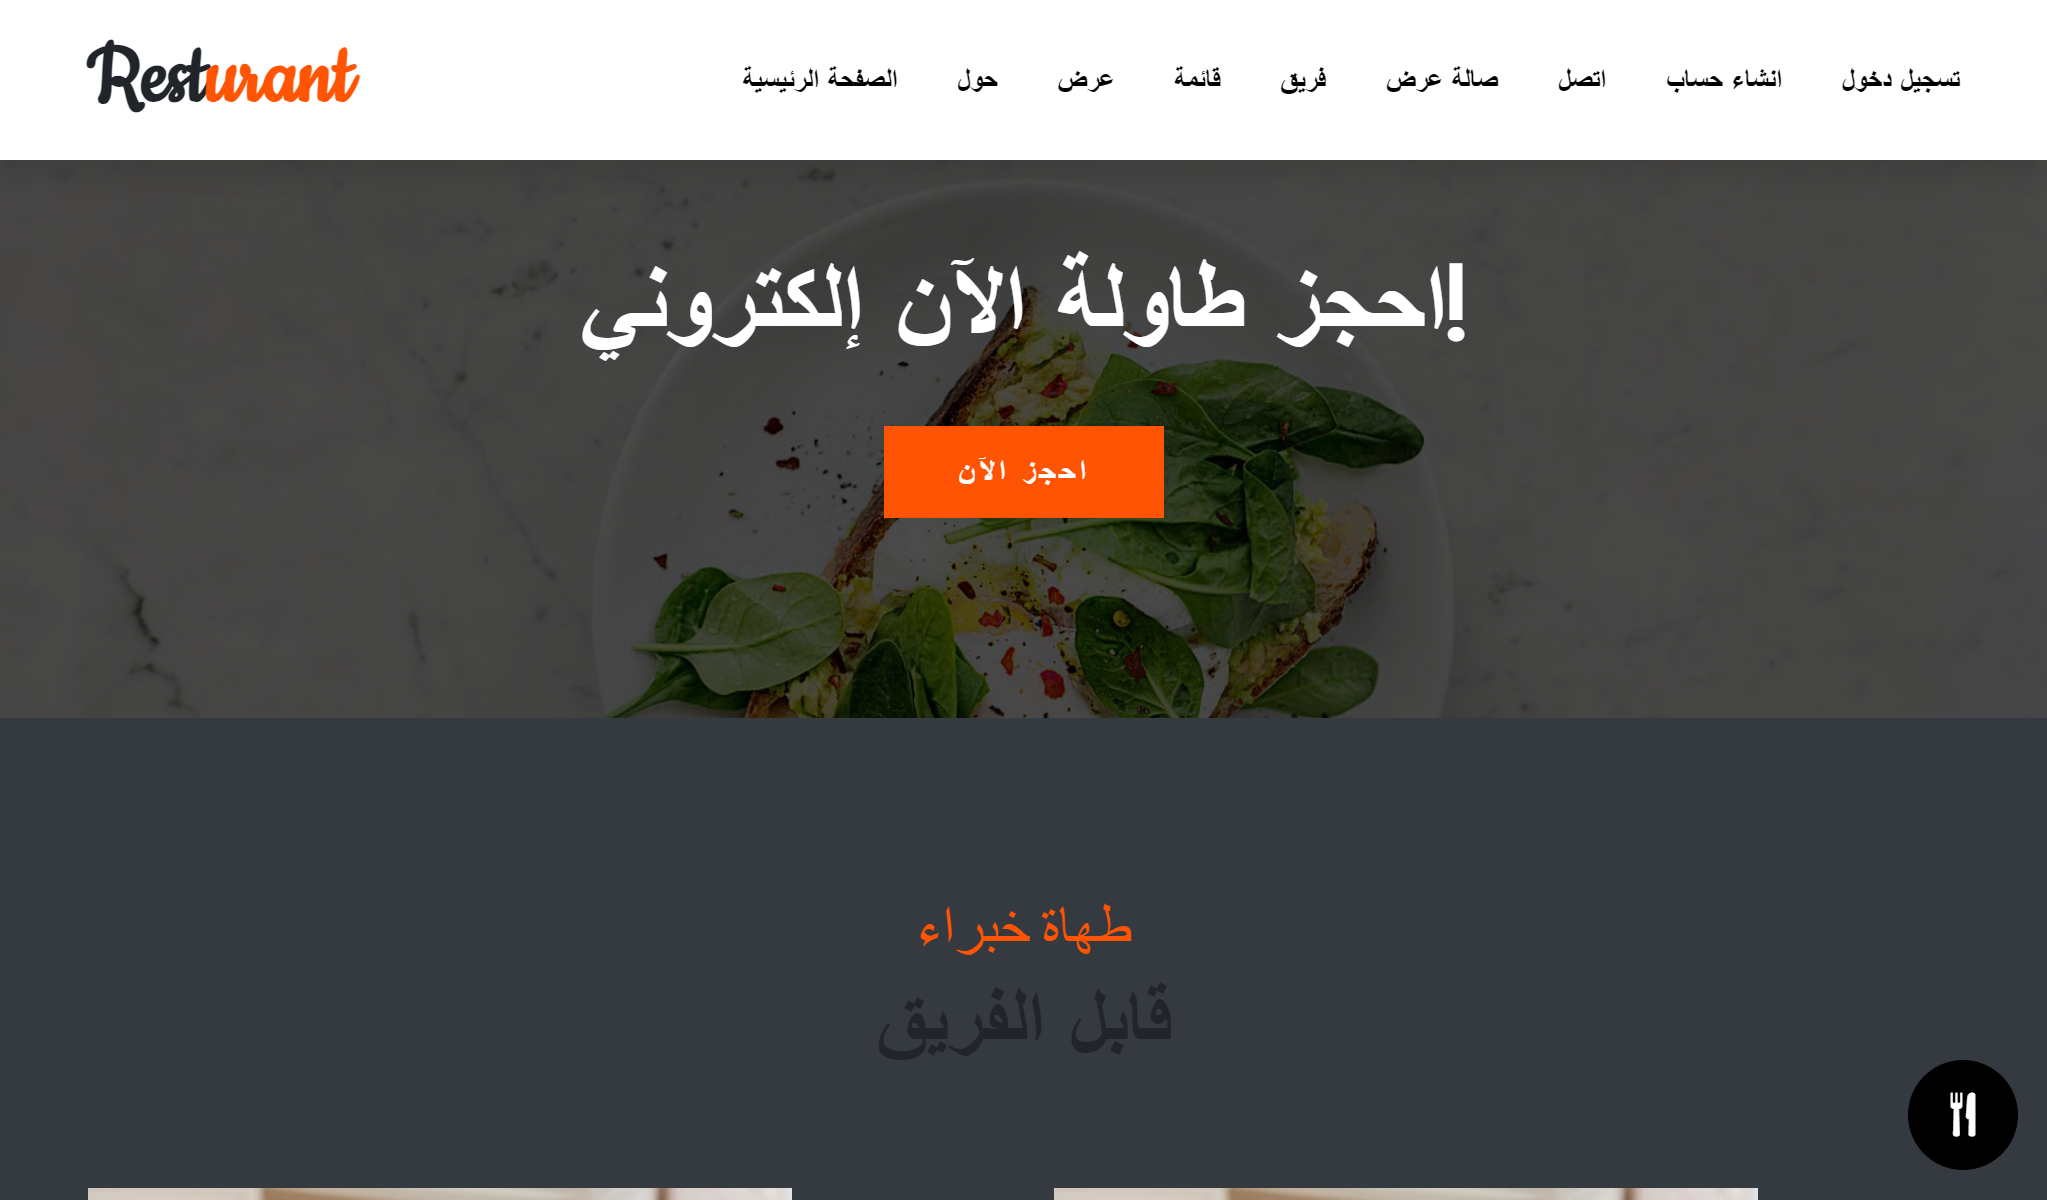 Resturant
الصفحة الرئيسية
حول
عرض
قائمة
فريق
صالة عرض
اتصل
انشاء حساب
تسجيل دخول
!احجز طاولة الآن إلكتروني
احجز الآن
طهاة خبراء
قابل الفريق